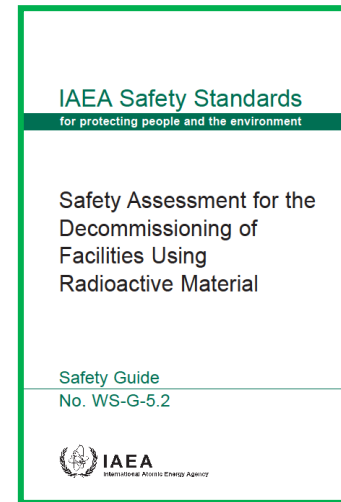 IAEA Safety Standards
for protecting people and the environment
Safety Assessment for the
Decommissioning of
Facilities Using
Radioactive Material
Safety Guide
No. WS-G-5.2
IAEA
International Atomic Energy Agency